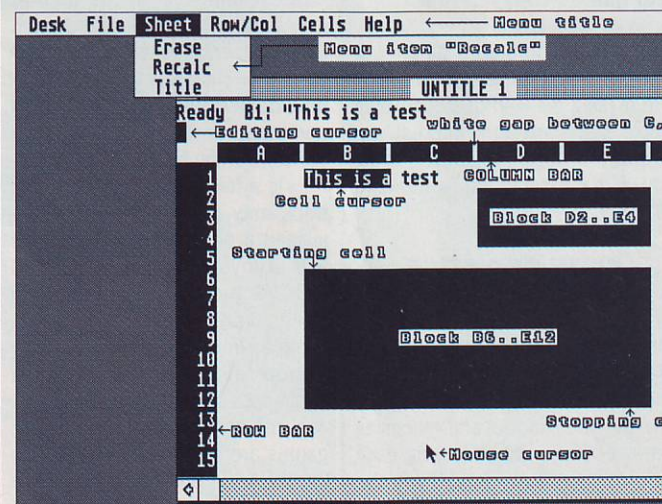 Desk File Sheet Row/Col Cells Help ← Menu title
Erase
Recalc ← Menu item "Recalc"
Title
UNTITLE 1
Ready B1: "This is a test
white gap between C,
←Editing cursor
A B C D E
1 This is a test COLUMN BAR
2 Cell cursor
3 Block D2..E4
4
5 Starting cell
6
7
8
9 Block B6..E12
10
11
12
13 Stopping c
←ROW BAR
14
15 ←Mouse cursor